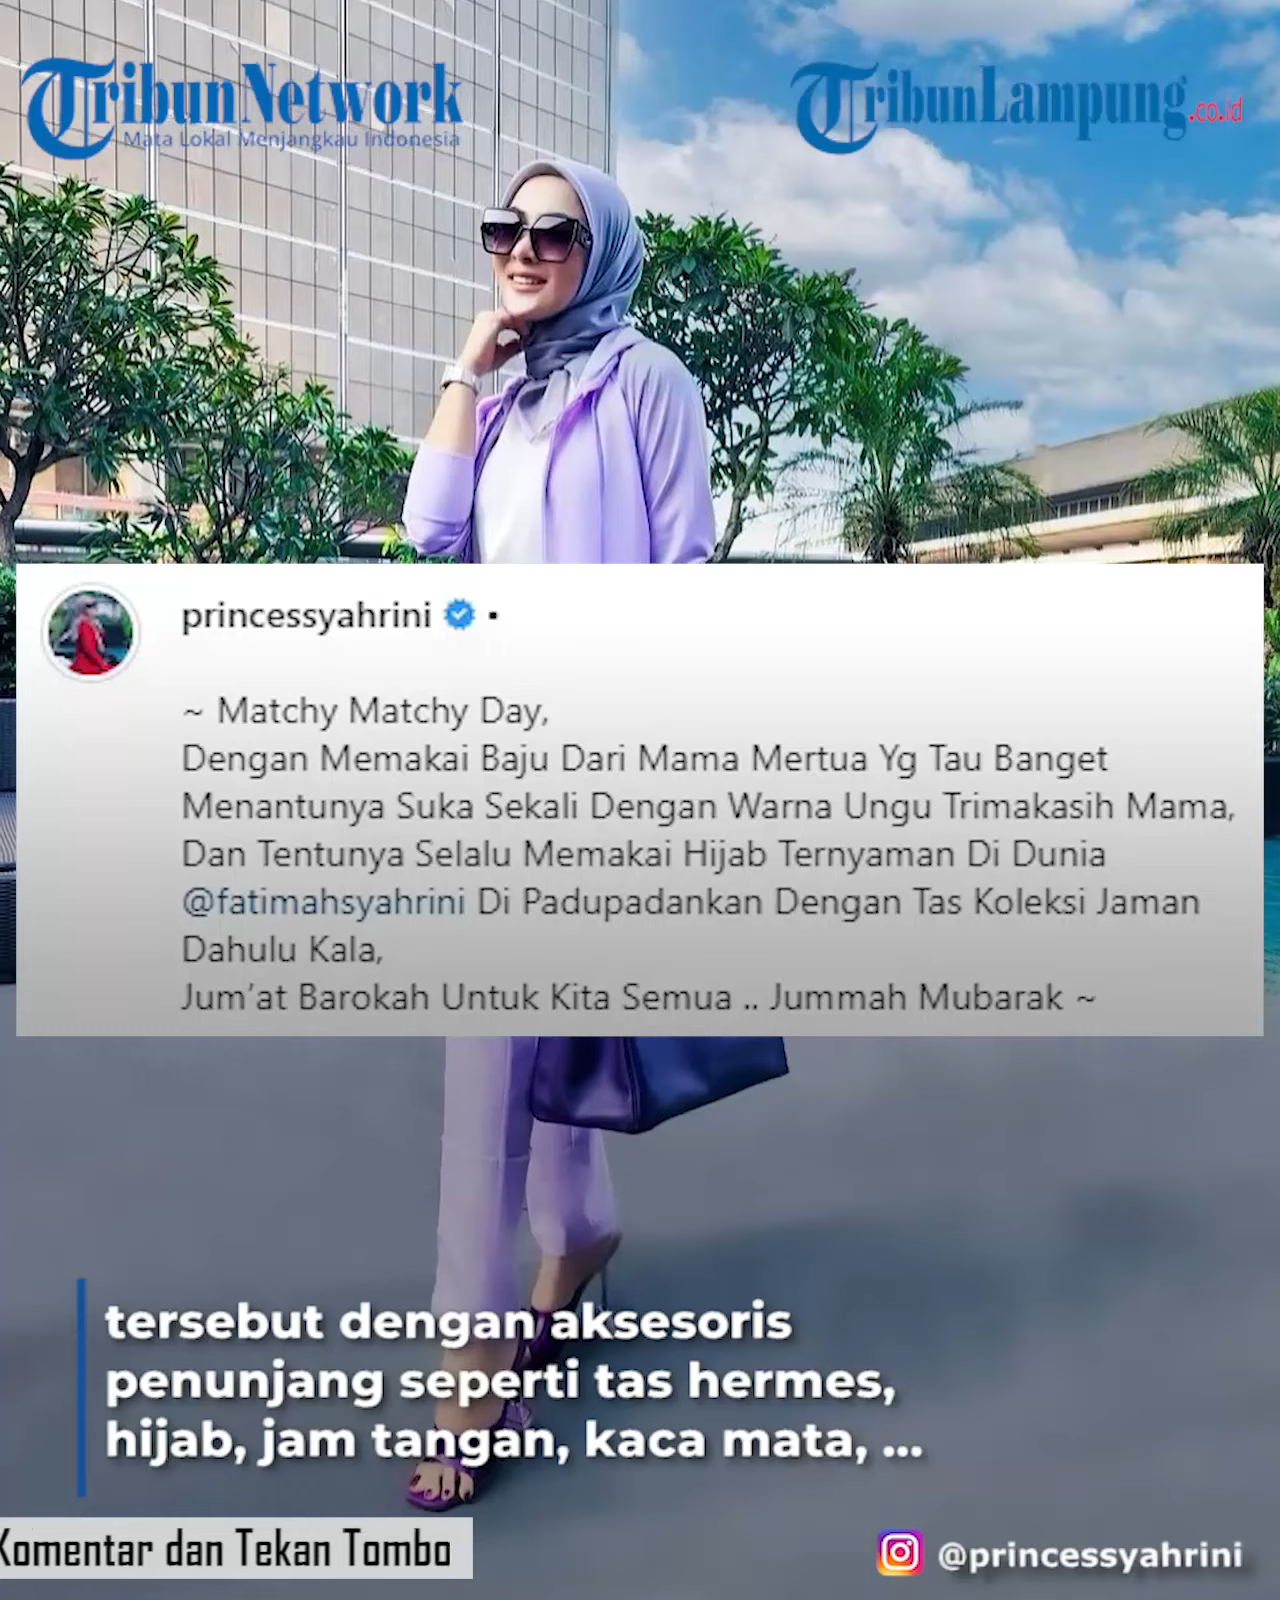 TribunNetwork
Mata Lokal Menjangkau Indonesia
TribunLampung.co.id
princessyahrini •
~ Matchy Matchy Day,
Dengan Memakai Baju Dari Mama Mertua Yg Tau Banget
Menantunya Suka Sekali Dengan Warna Ungu Trimakasih Mama,
Dan Tentunya Selalu Memakai Hijab Ternyaman Di Dunia
@fatimahsyahrini Di Padupadankan Dengan Tas Koleksi Jaman
Dahulu Kala,
Jum'at Barokah Untuk Kita Semua .. Jummah Mubarak ~
tersebut dengan aksesoris
penunjang seperti tas hermes,
hijab, jam tangan, kaca mata, ...
Komentar dan Tekan Tombo
@princessyahrini